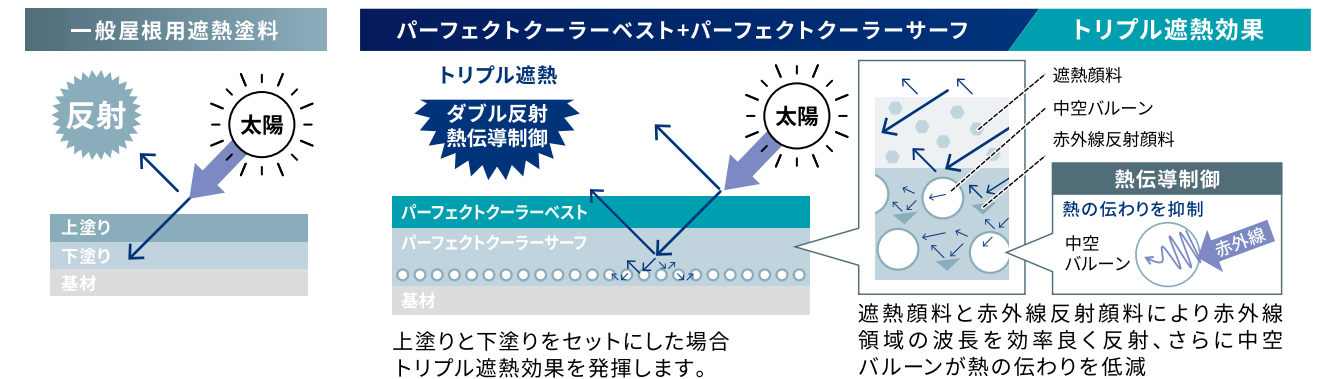 一般屋根用遮熱塗料
反射
太陽
上塗り
下塗り
基材
パーフェクトクーラーベスト+パーフェクトクーラーサーフ
トリプル遮熱効果
トリプル遮熱
ダブル反射
熱伝導制御
太陽
パーフェクトクーラーベスト
パーフェクトクーラーサーフ
基材
上塗りと下塗りをセットにした場合
トリプル遮熱効果を発揮します。
遮熱顔料
中空バルーン
赤外線反射顔料
熱伝導制御
熱の伝わりを抑制
中空
バルーン
赤外線
遮熱顔料と赤外線反射顔料により赤外線
領域の波長を効率良く反射、さらに中空
バルーンが熱の伝わりを低減